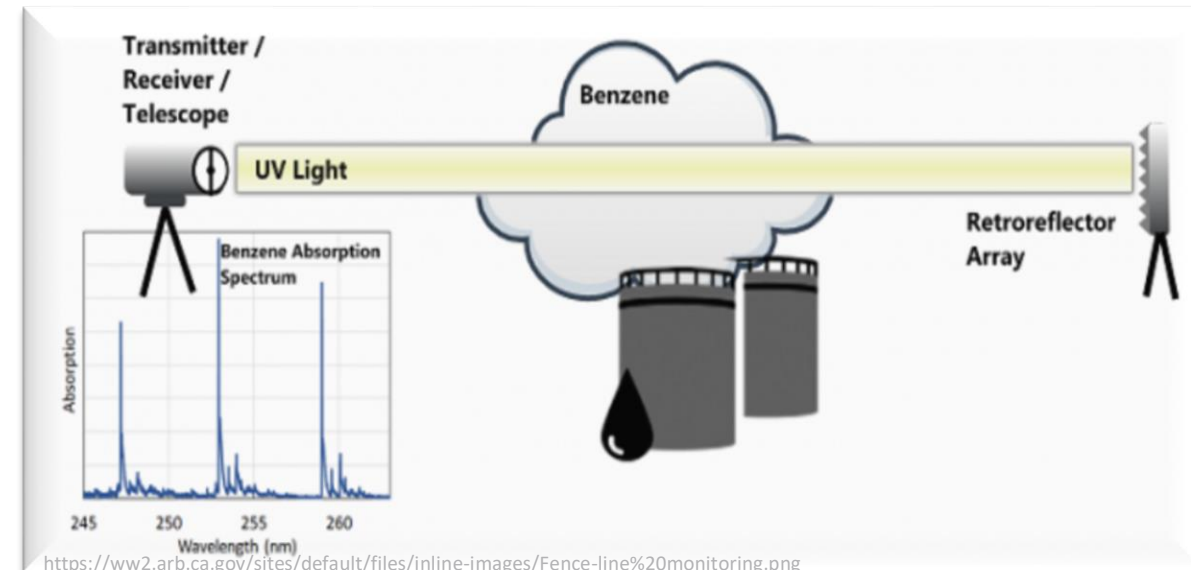 Transmitter /
Receiver /
Telescope
Benzene
UV Light
Retroreflector
Array
Benzene Absorption
Spectrum
Absorption
245 250 255 260
Wavelength (nm)
https://ww2.arb.ca.gov/sites/default/files/inline-images/Fence-line%20monitoring.png